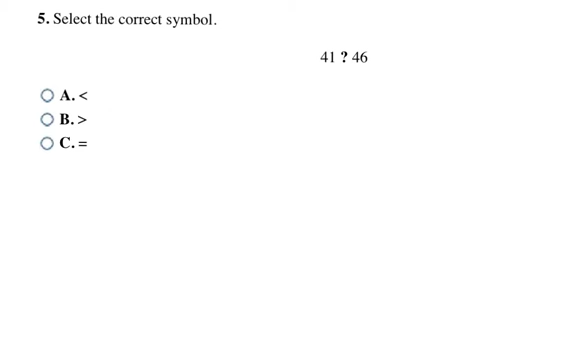 5. Select the correct symbol.
41 ? 46
A. <
B. >
C. =